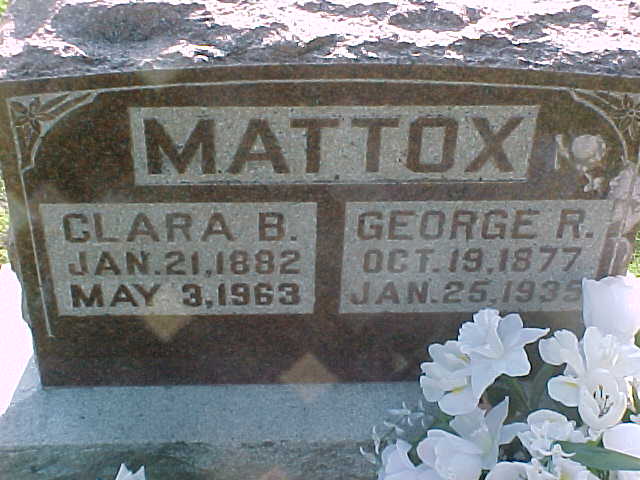 MATTOX
CLARA B.
JAN. 21, 1882
MAY 3, 1963
GEORGE R.
OCT. 19, 1877
JAN. 25, 1935